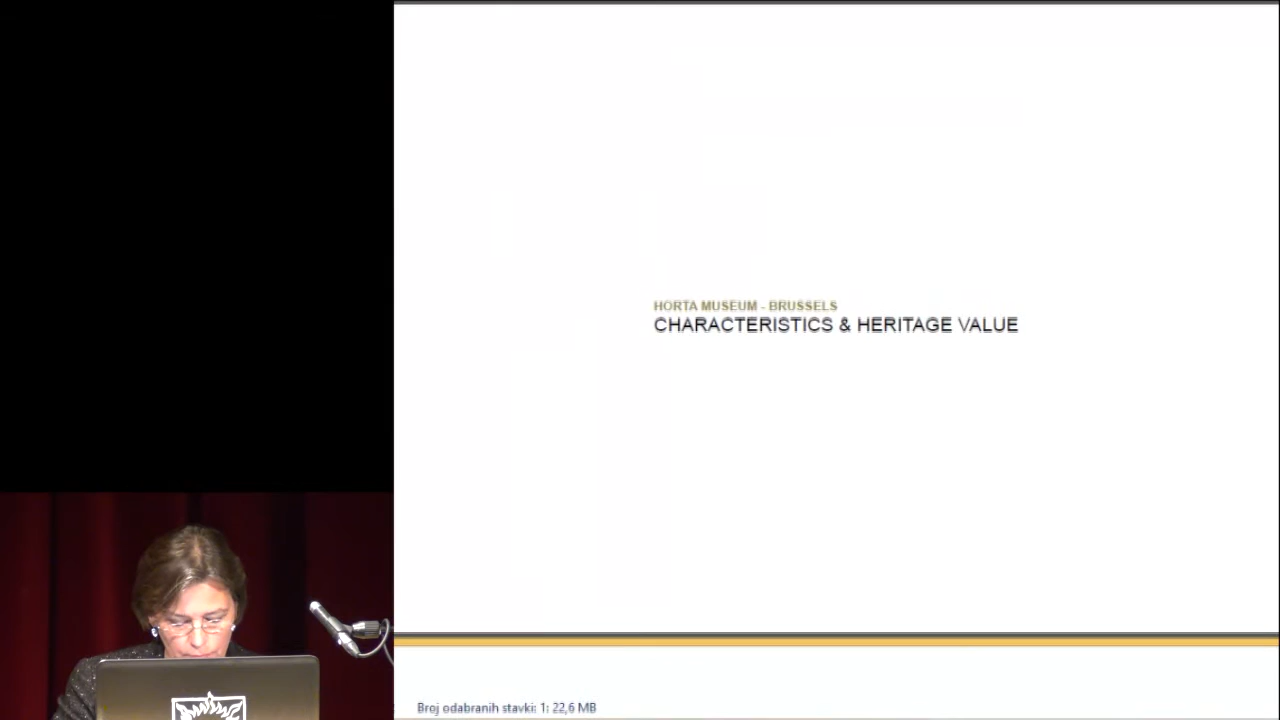 HORTA MUSEUM - BRUSSELS
CHARACTERISTICS & HERITAGE VALUE
Broj odabranih stavki: 1: 22,6 MB